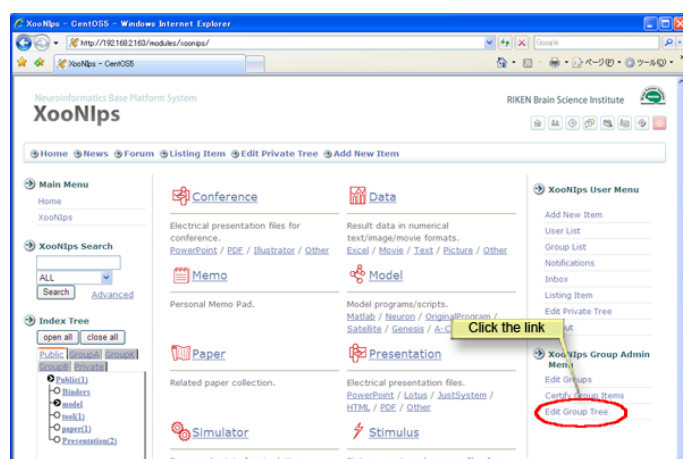 XooNIps - CentOS5 - Windows Internet Explorer
http://192.168.2.163/modules/xoonips/
Google
XooNIps - CentOS5
ページ(P)
ツール(O)
Neuroinformatics Base Platform System
XooNIps
RIKEN Brain Science Institute
Home News Forum Listing Item Edit Private Tree Add New Item
Main Menu
Home
XooNIps
XooNIps Search
ALL
Search Advanced
Index Tree
open all close all
Public GroupA GroupK
GroupB Private
Public(1)
Binders
model
tool(1)
paper(1)
Presentation(2)
Conference
Electrical presentation files for
conference.
PowerPoint / PDF / Illustrator / Other
Data
Result data in numerical
text/image/movie formats.
Excel / Movie / Text / Picture / Other
Memo
Personal Memo Pad.
Model
Model programs/scripts.
Matlab / Neuron / OriginalProgram /
Satellite / Genesis / A-C
Click the link
Paper
Related paper collection.
Presentation
Electrical presentation files.
PowerPoint / Lotus / JustSystem /
HTML / PDF / Other
Simulator
Stimulus
XooNIps User Menu
Add New Item
User List
Group List
Notifications
Inbox
Listing Item
Edit Private Tree
out
XooNIps Group Admin
Menu
Edit Groups
Certify Group Items
Edit Group Tree